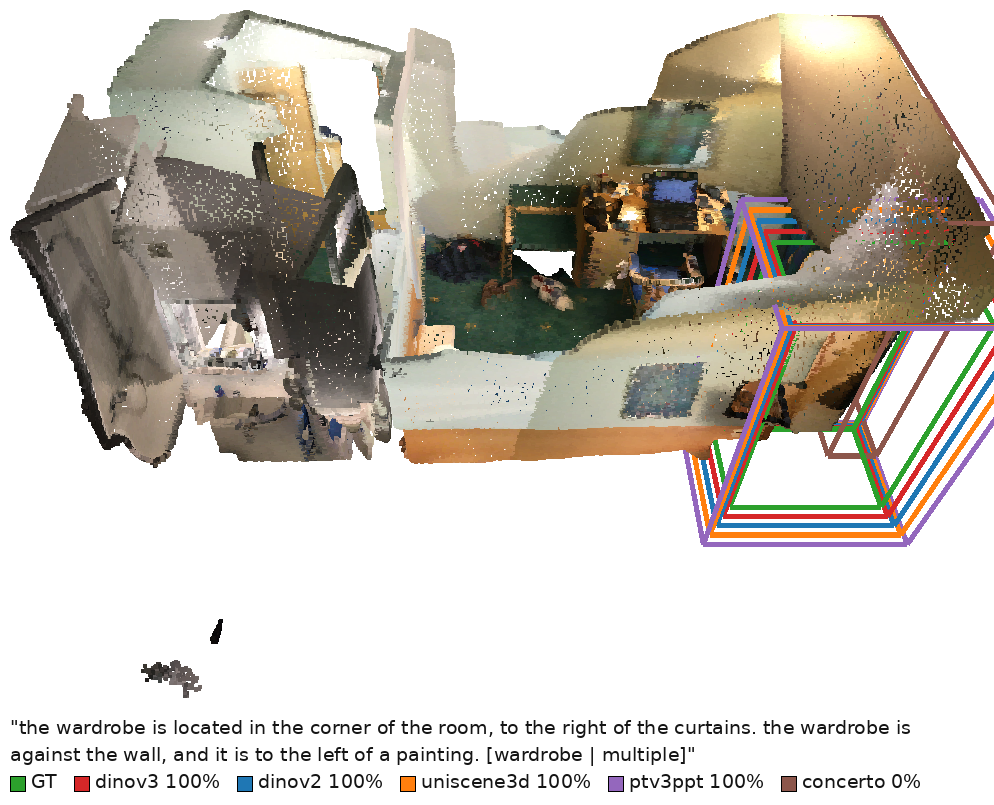 "the wardrobe is located in the corner of the room, to the right of the curtains. the wardrobe is
against the wall, and it is to the left of a painting. [wardrobe | multiple]"
GT dinov3 100% dinov2 100% uniscene3d 100% ptv3ppt 100% concerto 0%